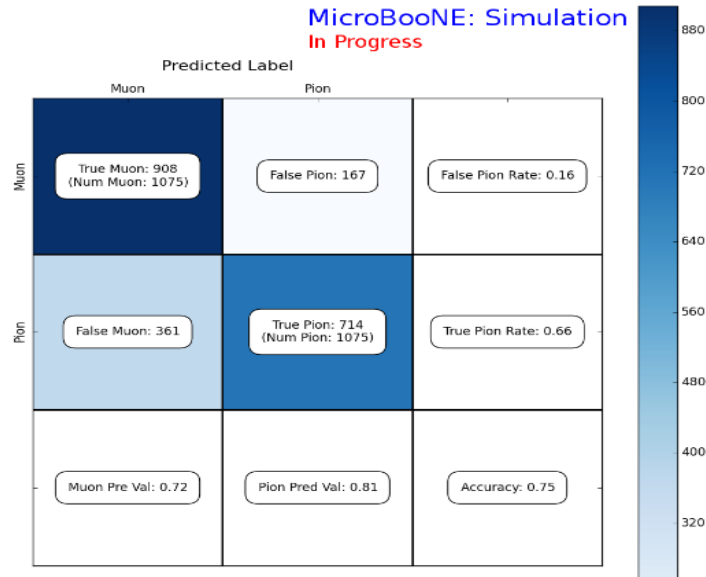 MicroBooNE: Simulation
In Progress
Predicted Label
Muon
Pion
Muon
True Muon: 908
(Num Muon: 1075)
False Pion: 167
False Pion Rate: 0.16
Pion
False Muon: 361
True Pion: 714
(Num Pion: 1075)
True Pion Rate: 0.66
Muon Pre Val: 0.72
Pion Pred Val: 0.81
Accuracy: 0.75
880
800
720
640
560
480
400
320